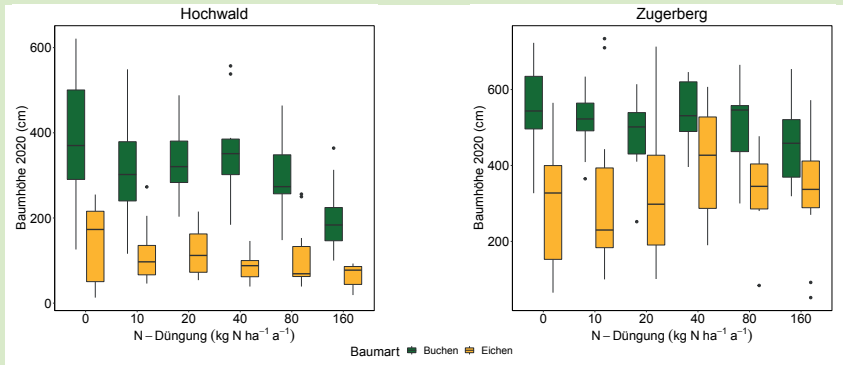 Hochwald
Baumhöhe 2020 (cm)
600
400
200
0
0 10 20 40 80 160
N – Düngung (kg N ha⁻¹ a⁻¹)
Zugerberg
Baumhöhe 2020 (cm)
600
400
200
0 10 20 40 80 160
N – Düngung (kg N ha⁻¹ a⁻¹)
Baumart Buchen Eichen